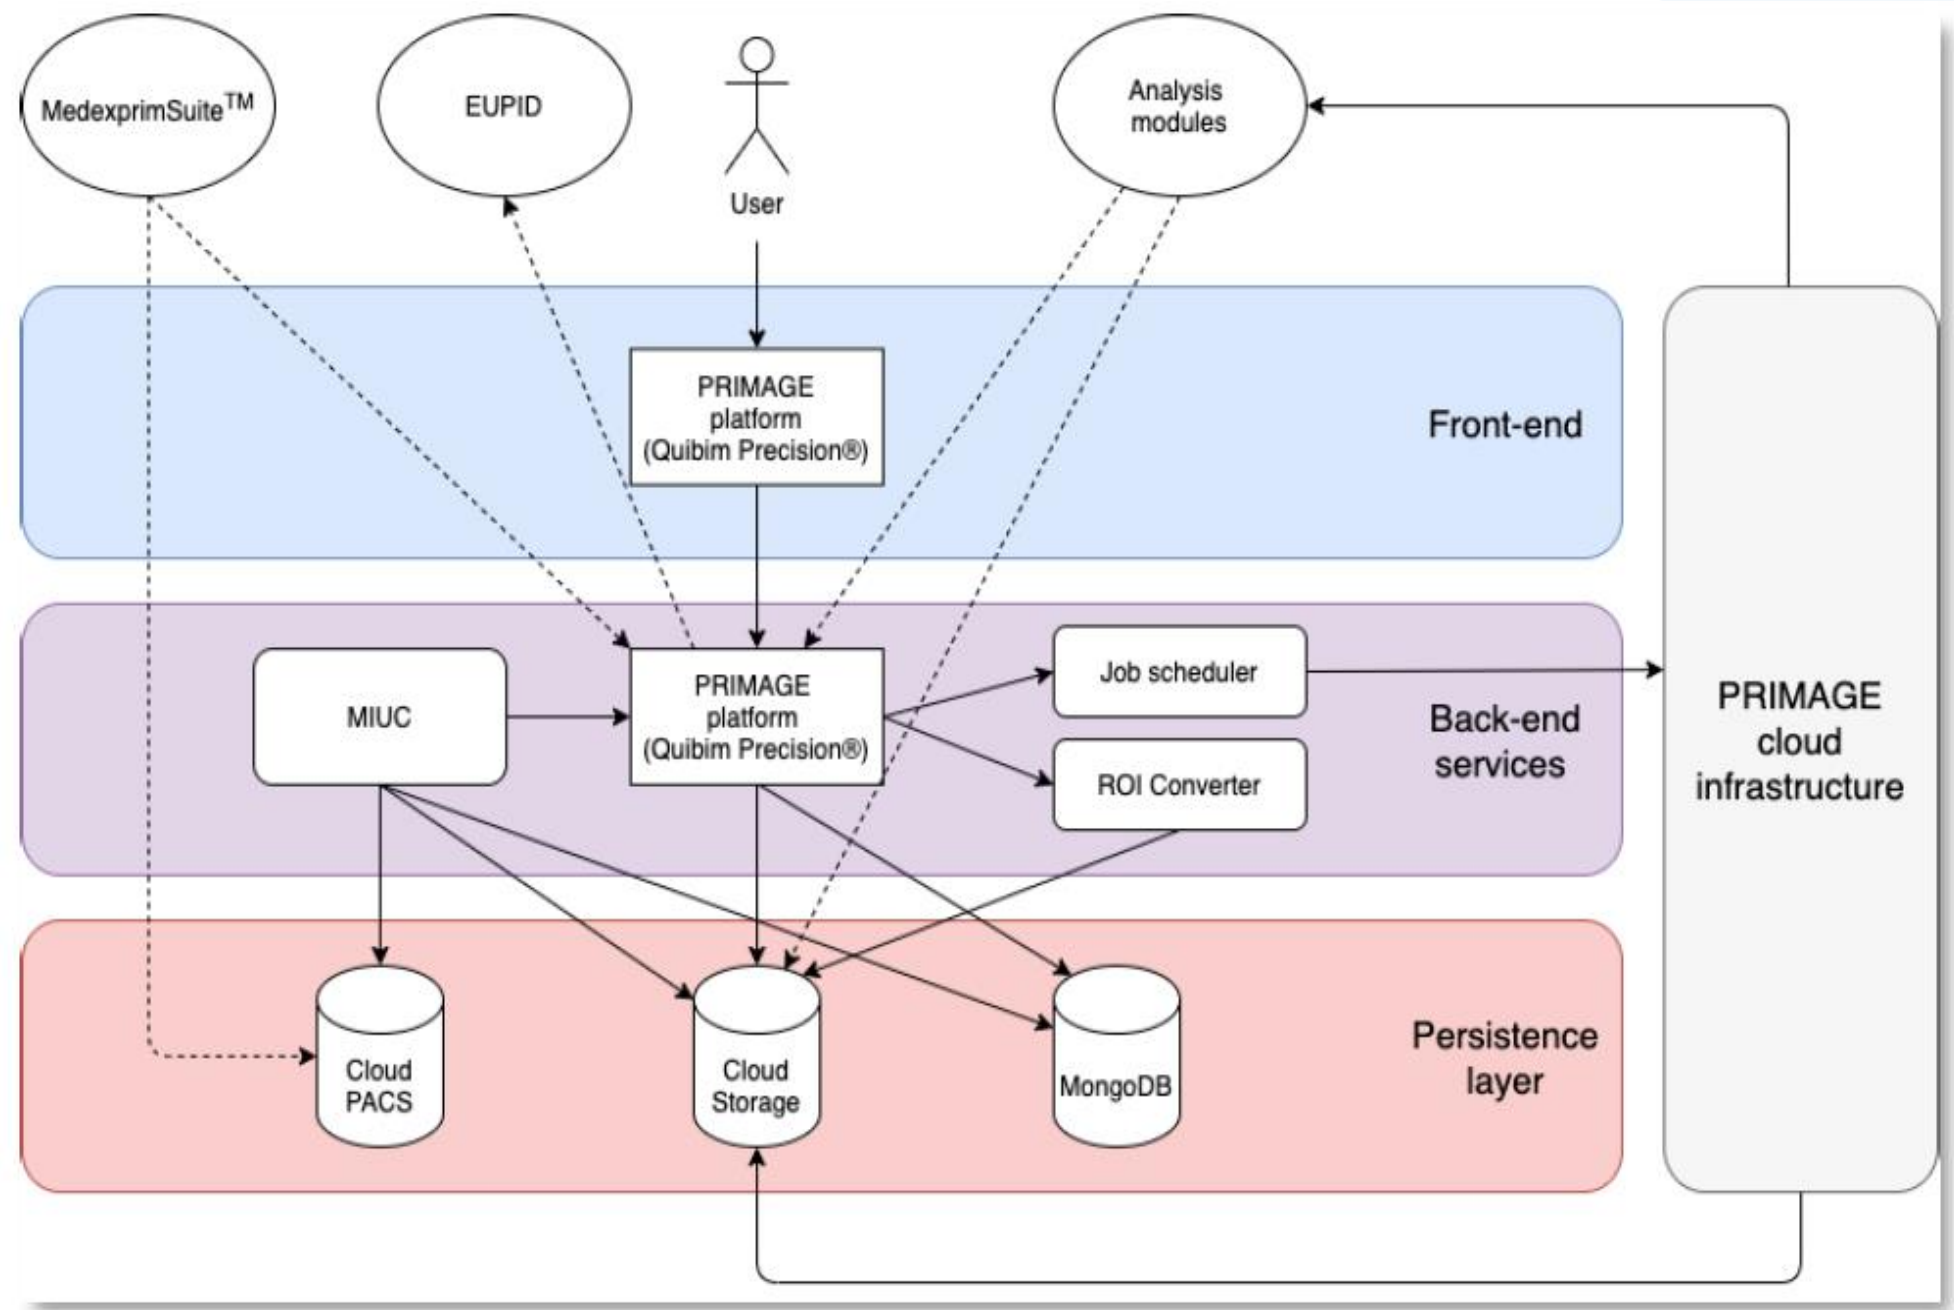 MedexprimSuite™
EUPID
User
Analysis
modules
PRIMAGE
platform
(Quibim Precision®)
Front-end
MIUC
PRIMAGE
platform
(Quibim Precision®)
Job scheduler
ROI Converter
Back-end
services
PRIMAGE
cloud
infrastructure
Cloud
PACS
Cloud
Storage
MongoDB
Persistence
layer